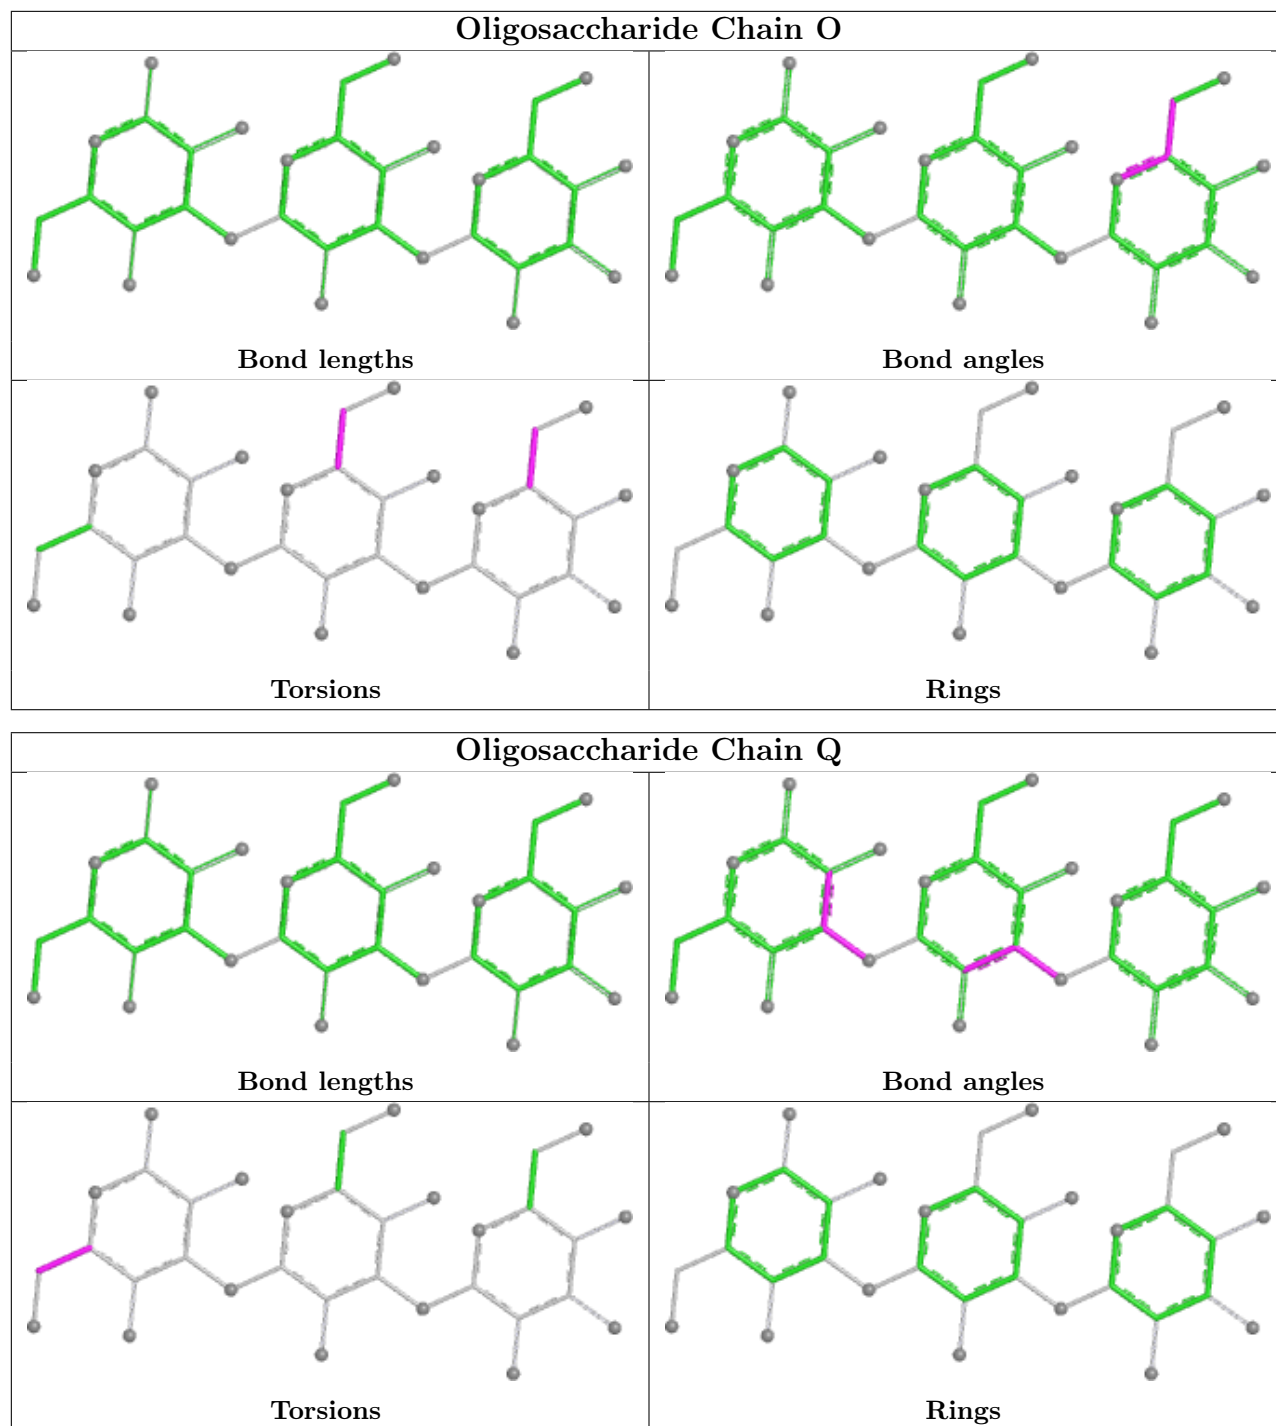 Oligosaccharide Chain O
Bond lengths
Bond angles
Torsions
Rings
Oligosaccharide Chain Q
Bond lengths
Bond angles
Torsions
Rings